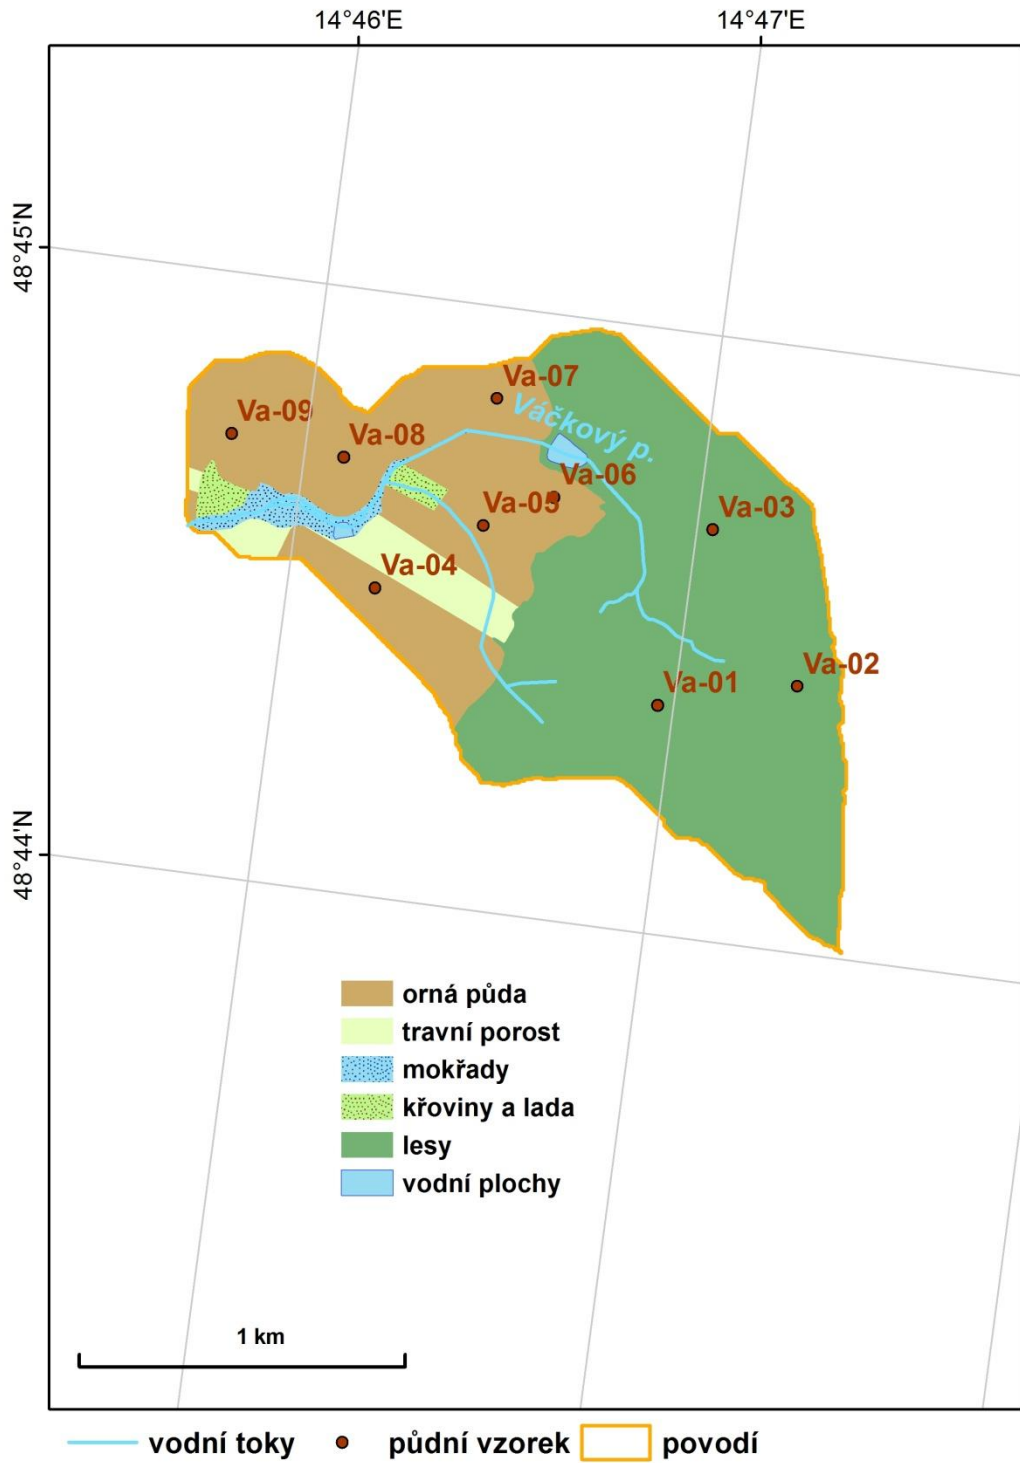 14°46'E
14°47'E
48°45'N
Va-07
Va-09
Váčkový p.
Va-08
Va-06
Va-05
Va-03
Va-04
Va-02
Va-01
48°44'N
orná půda
travní porost
mokřady
křoviny a lada
lesy
vodní plochy
1 km
vodní toky
půdní vzorek
povodí